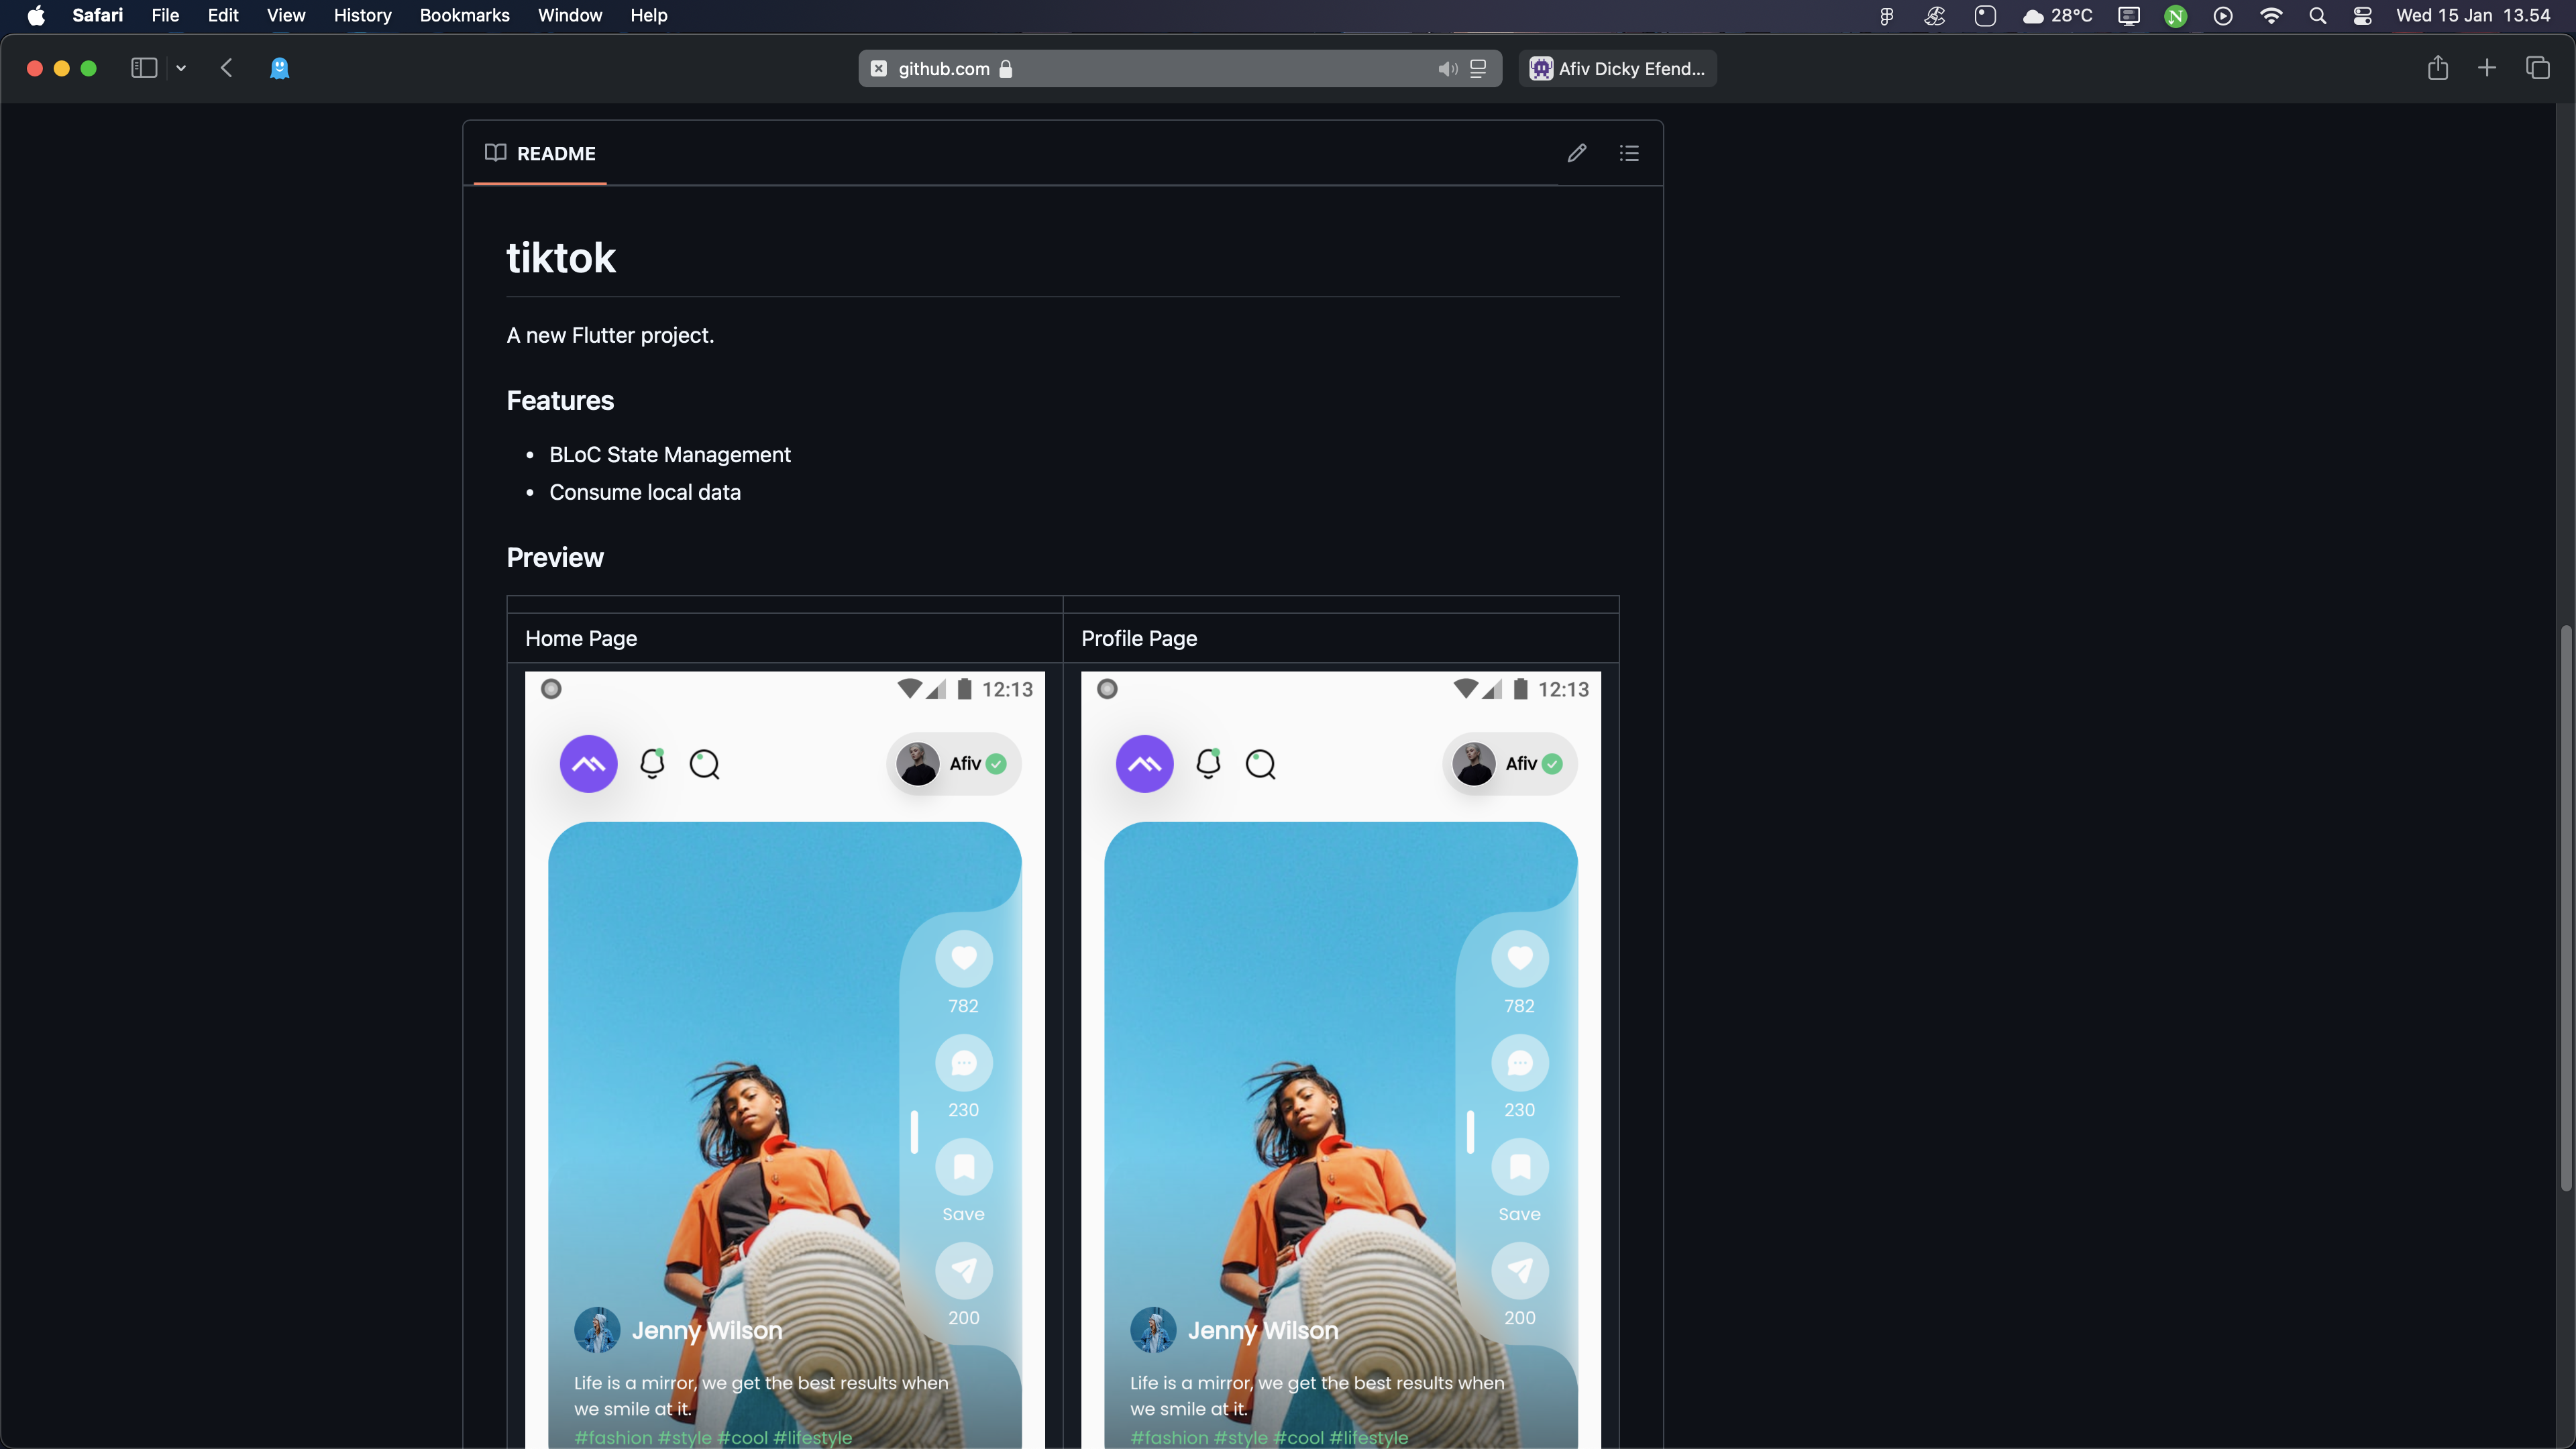 Safari File Edit View History Bookmarks Window Help 28°C Wed 15 Jan 13.54
github.com Afiv Dicky Efend...
README
tiktok
A new Flutter project.
Features
• BLoC State Management
• Consume local data
Preview
Home Page Profile Page
12:13
Afiv
782
230
Save
200
Jenny Wilson
Life is a mirror, we get the best results when
we smile at it.
#fashion #style #cool #lifestyle
12:13
Afiv
782
230
Save
200
Jenny Wilson
Life is a mirror, we get the best results when
we smile at it.
#fashion #style #cool #lifestyle